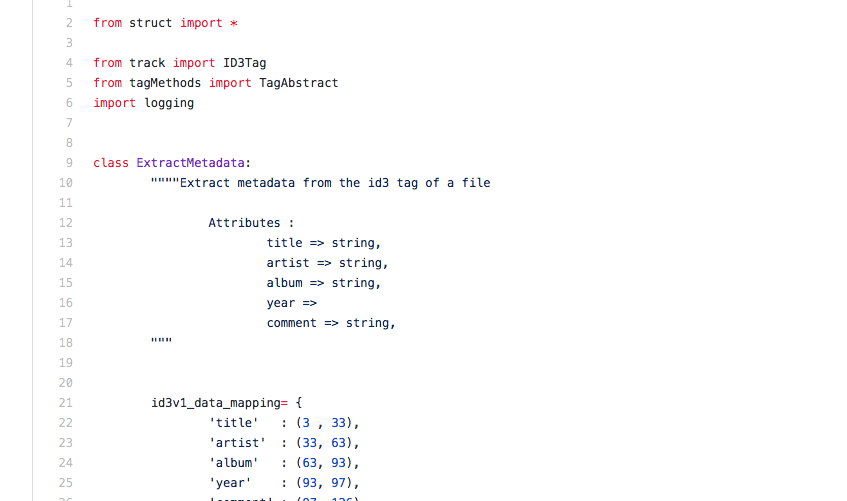 1
2 from struct import *
3
4 from track import ID3Tag
5 from tagMethods import TagAbstract
6 import logging
7
8
9 class ExtractMetadata:
10 """"Extract metadata from the id3 tag of a file
11
12 Attributes :
13 title => string,
14 artist => string,
15 album => string,
16 year =>
17 comment => string,
18 """
19
20
21 id3v1_data_mapping= {
22 'title' : (3 , 33),
23 'artist' : (33, 63),
24 'album' : (63, 93),
25 'year' : (93, 97),